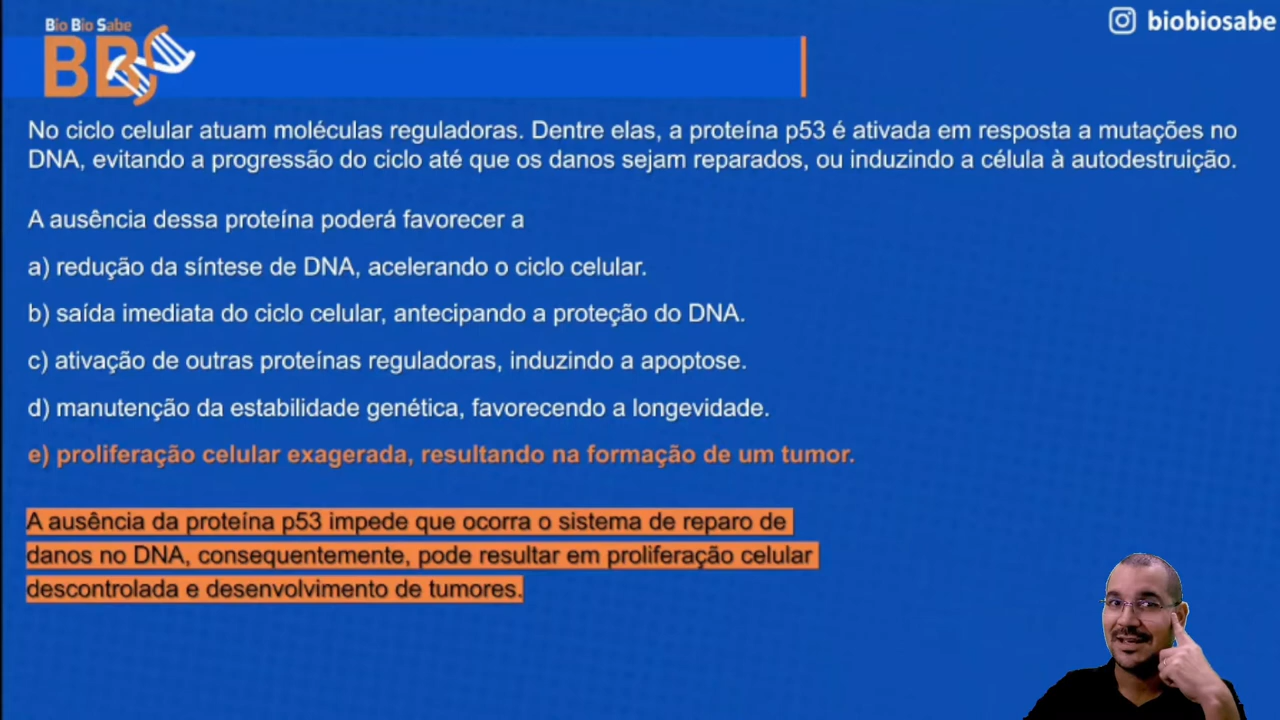 Bio Bio Sabe
BBS
biobiosabe
No ciclo celular atuam moléculas reguladoras. Dentre elas, a proteína p53 é ativada em resposta a mutações no
DNA, evitando a progressão do ciclo até que os danos sejam reparados, ou induzindo a célula à autodestruição.
A ausência dessa proteína poderá favorecer a
a) redução da síntese de DNA, acelerando o ciclo celular.
b) saída imediata do ciclo celular, antecipando a proteção do DNA.
c) ativação de outras proteínas reguladoras, induzindo a apoptose.
d) manutenção da estabilidade genética, favorecendo a longevidade.
e) proliferação celular exagerada, resultando na formação de um tumor.
A ausência da proteína p53 impede que ocorra o sistema de reparo de
danos no DNA, consequentemente, pode resultar em proliferação celular
descontrolada e desenvolvimento de tumores.